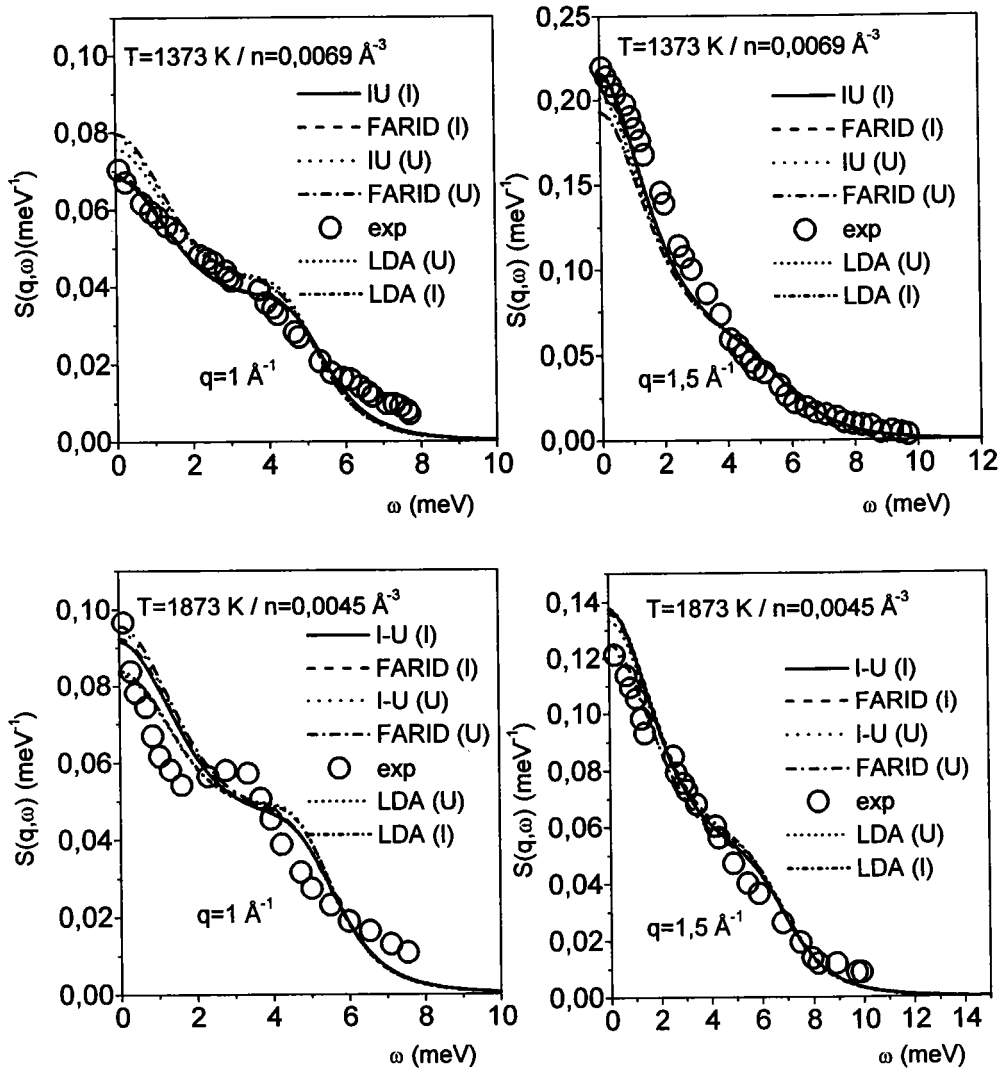 T=1373 K / n=0,0069 Å⁻³
IU (I)
FARID (I)
IU (U)
FARID (U)
exp
LDA (U)
LDA (I)
q=1 Å⁻¹
S(q,ω)(meV⁻¹)
0,10
0,08
0,06
0,04
0,02
0,00
0 2 4 6 8 10
ω (meV)
T=1373 K / n=0,0069 Å⁻³
IU (I)
FARID (I)
IU (U)
FARID (U)
exp
LDA (U)
LDA (I)
q=1,5 Å⁻¹
S(q,ω) (meV⁻¹)
0,25
0,20
0,15
0,10
0,05
0,00
0 2 4 6 8 10 12
ω (meV)
T=1873 K / n=0,0045 Å⁻³
I-U (I)
FARID (I)
I-U (U)
FARID (U)
exp
LDA (U)
LDA (I)
q=1 Å⁻¹
S(q,ω) (meV⁻¹)
0,10
0,08
0,06
0,04
0,02
0,00
0 2 4 6 8 10
ω (meV)
T=1873 K / n=0,0045 Å⁻³
I-U (I)
FARID (I)
I-U (U)
FARID (U)
exp
LDA (U)
LDA (I)
q=1,5 Å⁻¹
S(q,ω) (meV⁻¹)
0,14
0,12
0,10
0,08
0,06
0,04
0,02
0,00
0 2 4 6 8 10 12 14
ω (meV)